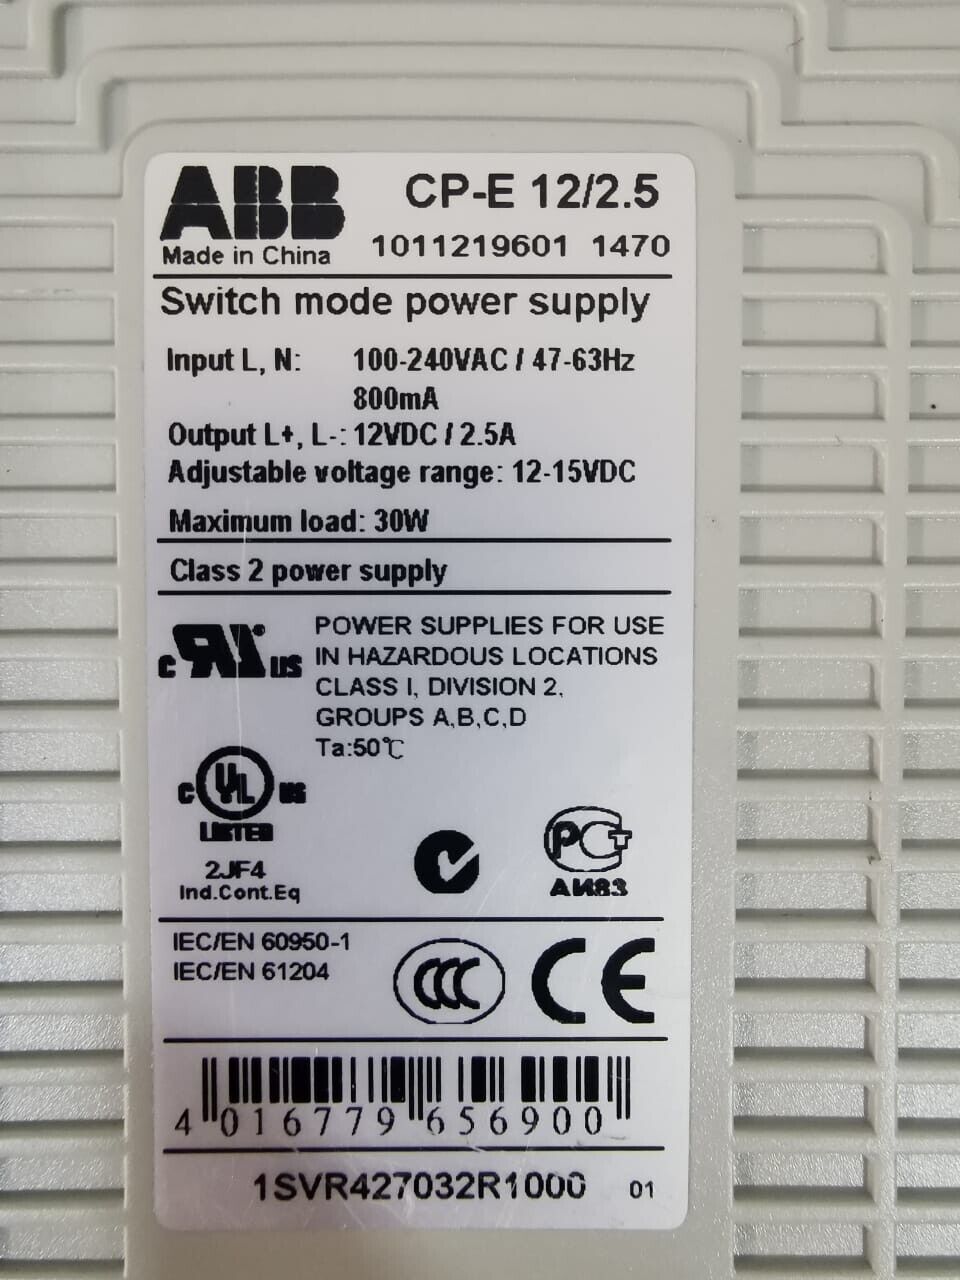 ABB
CP-E 12/2.5
Made in China
1011219601 1470
Switch mode power supply
Input L, N: 100-240VAC / 47-63Hz
800mA
Output L+, L-: 12VDC / 2.5A
Adjustable voltage range: 12-15VDC
Maximum load: 30W
Class 2 power supply
c RU US
POWER SUPPLIES FOR USE
IN HAZARDOUS LOCATIONS
CLASS I, DIVISION 2,
GROUPS A,B,C,D
Ta:50℃
c UL US
LISTED
2JF4
Ind.Cont.Eq
PCT
АИ83
IEC/EN 60950-1
IEC/EN 61204
CCC
CE
4 016779 656900
1SVR427032R1000 01